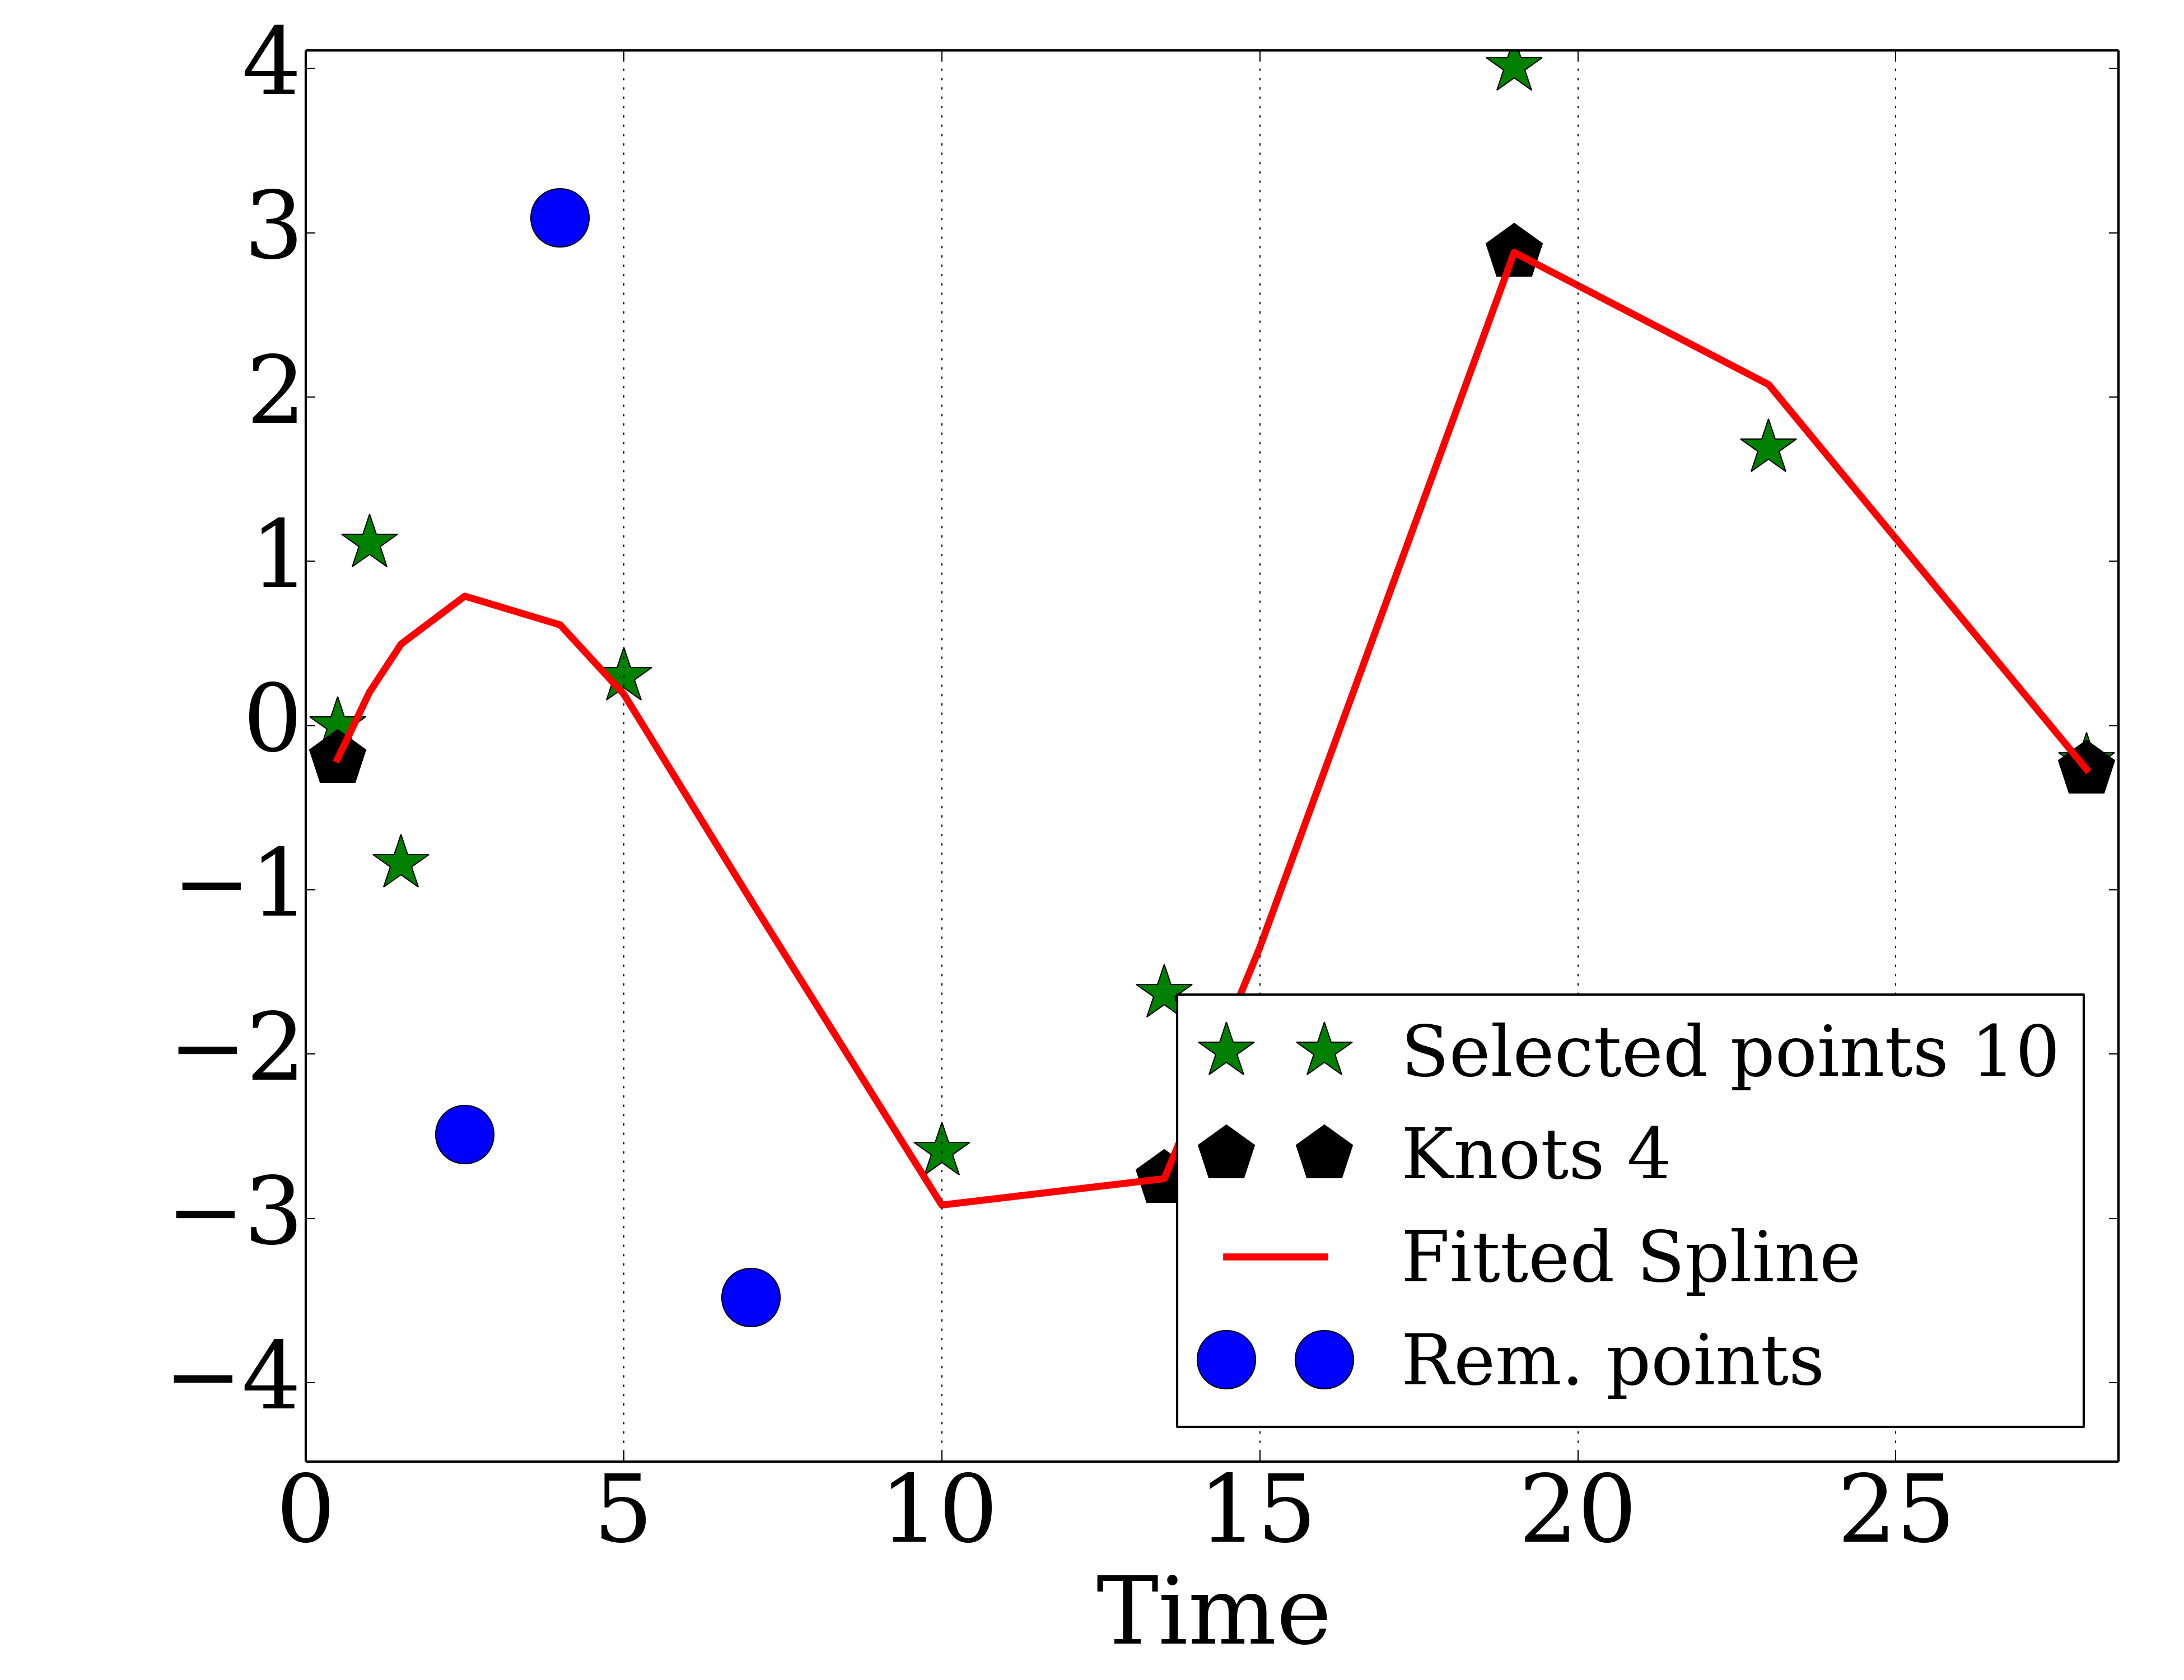 4
3
2
1
0
−1
−2
−3
−4
0 5 10 15 20 25
Time
Selected points 10
Knots 4
Fitted Spline
Rem. points